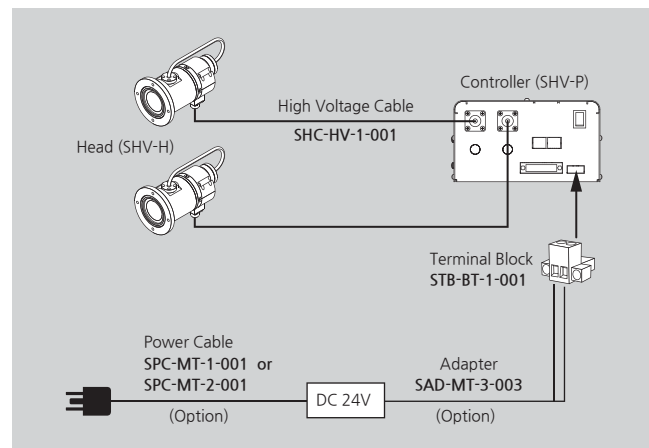 Controller (SHV-P)
High Voltage Cable
SHC-HV-1-001
Head (SHV-H)
Terminal Block
STB-BT-1-001
Power Cable
SPC-MT-1-001 or
SPC-MT-2-001
(Option)
DC 24V
Adapter
SAD-MT-3-003
(Option)